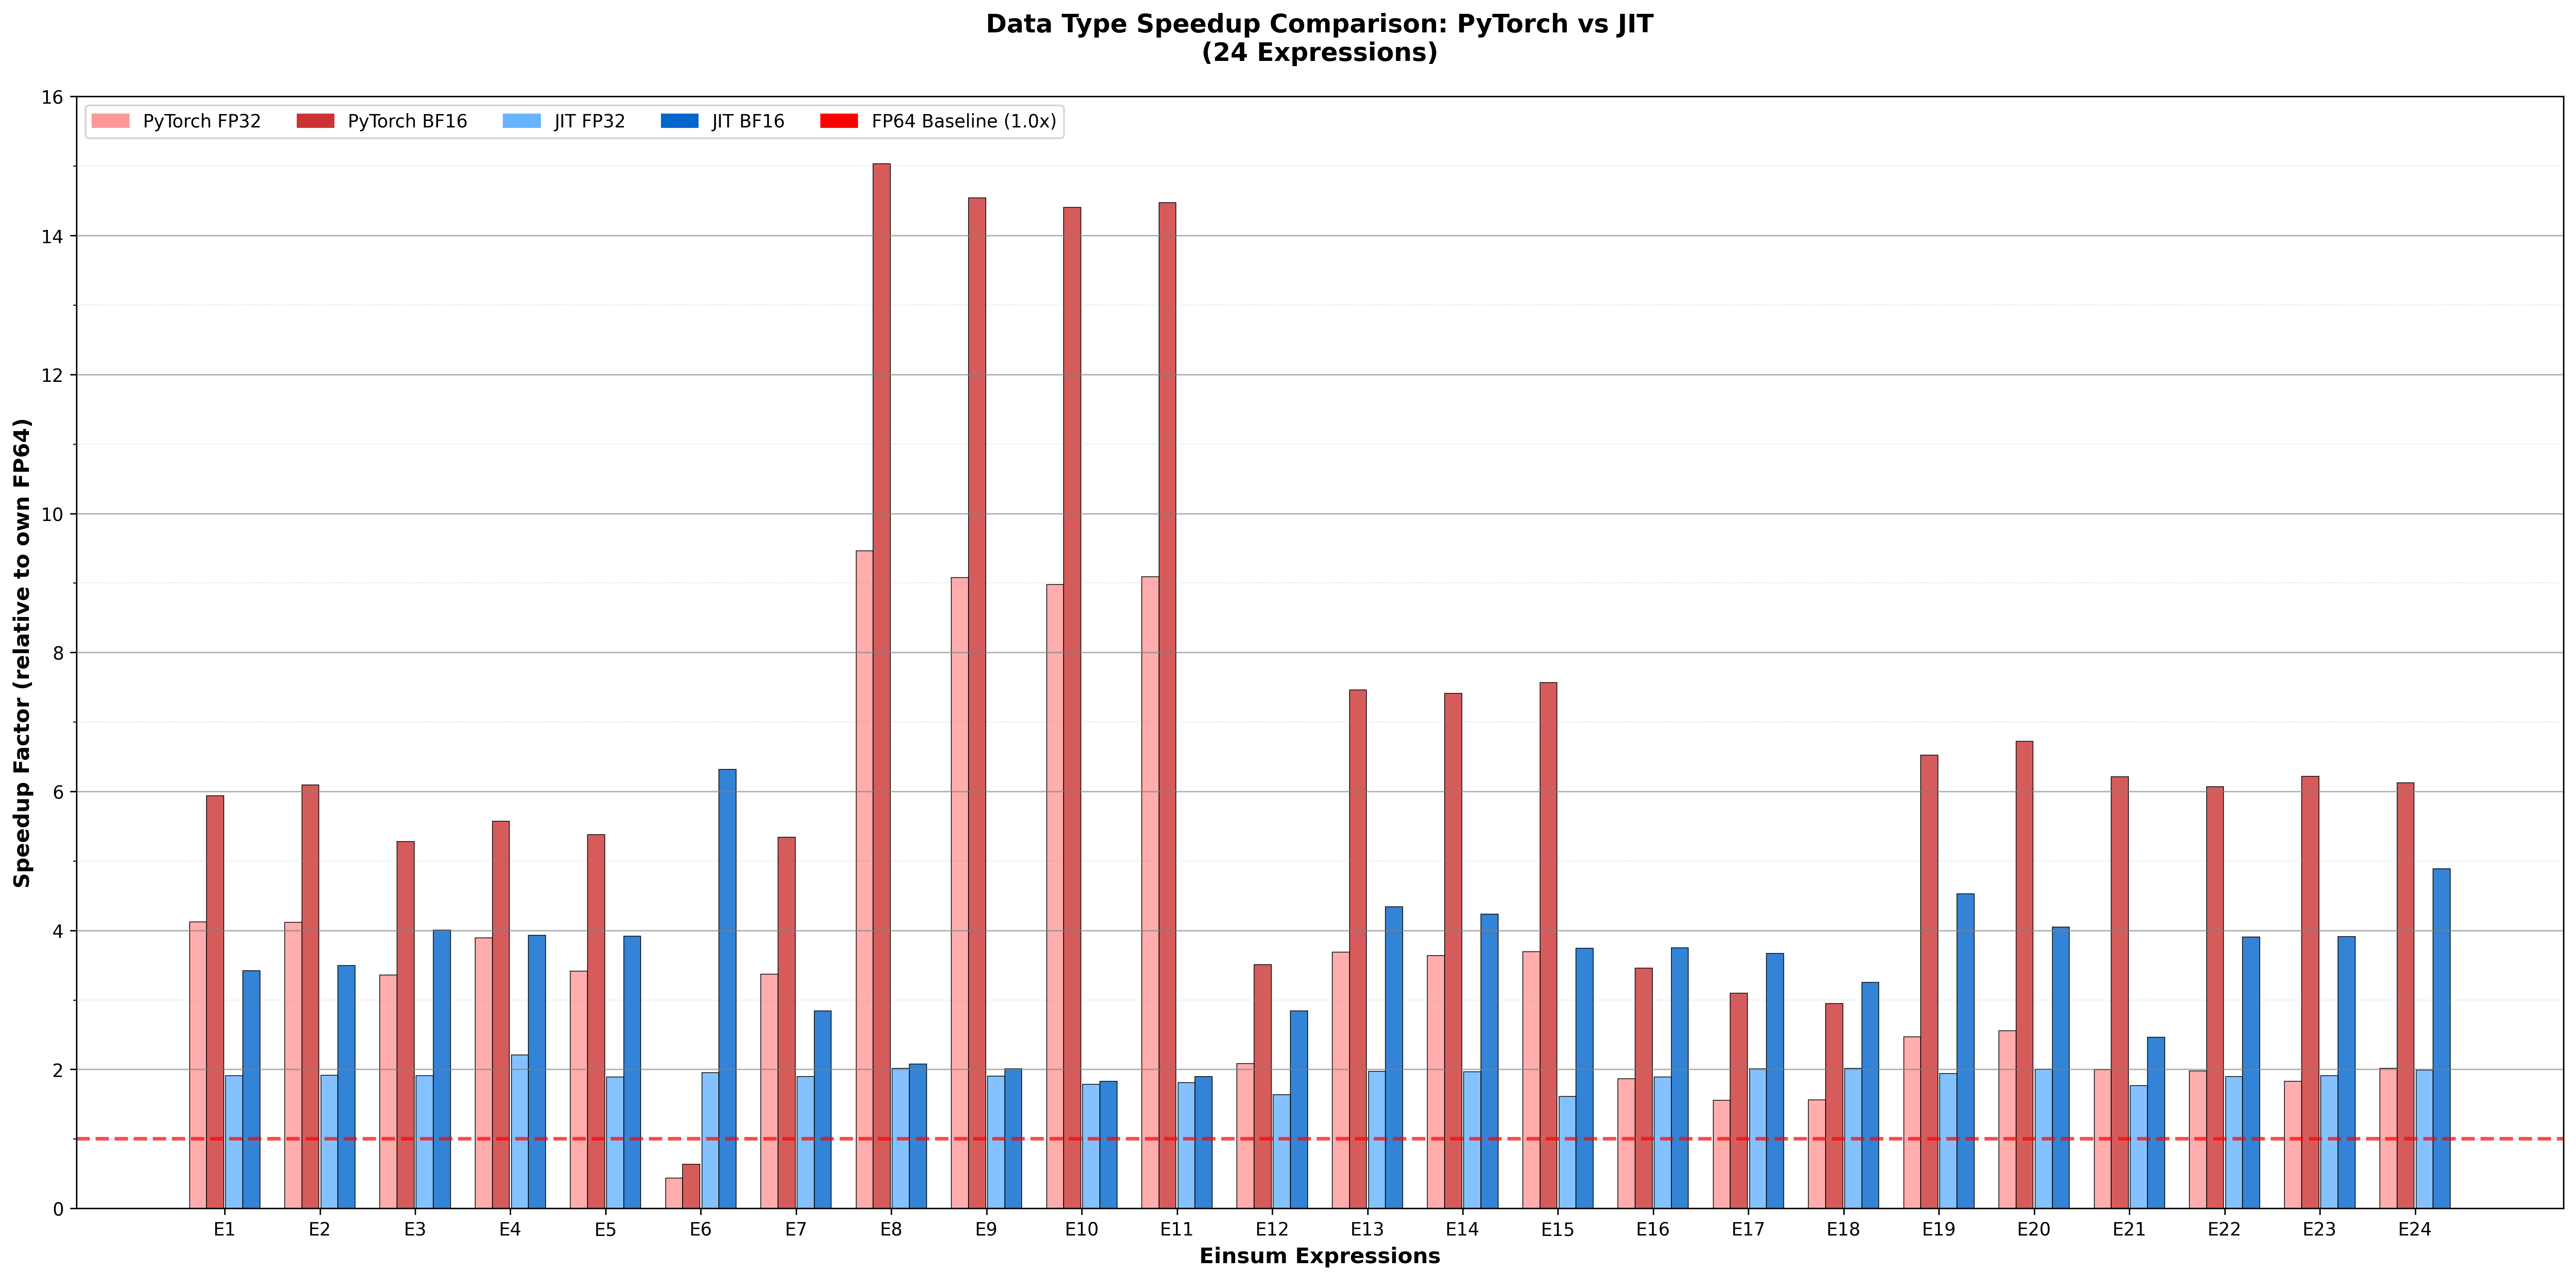 Data Type Speedup Comparison: PyTorch vs JIT
(24 Expressions)
PyTorch FP32 PyTorch BF16 JIT FP32 JIT BF16 FP64 Baseline (1.0x)
Speedup Factor (relative to own FP64)
16
14
12
10
8
6
4
2
0
E1 E2 E3 E4 E5 E6 E7 E8 E9 E10 E11 E12 E13 E14 E15 E16 E17 E18 E19 E20 E21 E22 E23 E24
Einsum Expressions